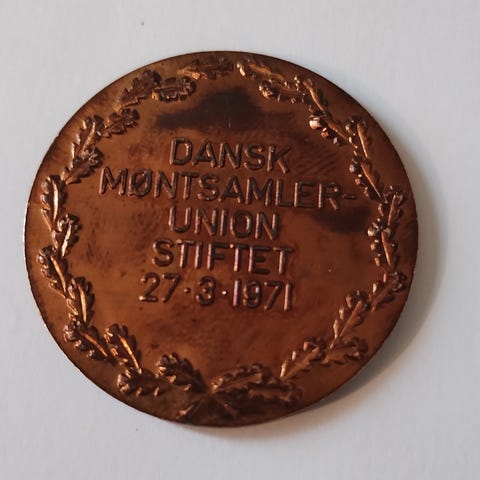 DANSK
MØNTSAMLER-
UNION
STIFTET
27·3·1971